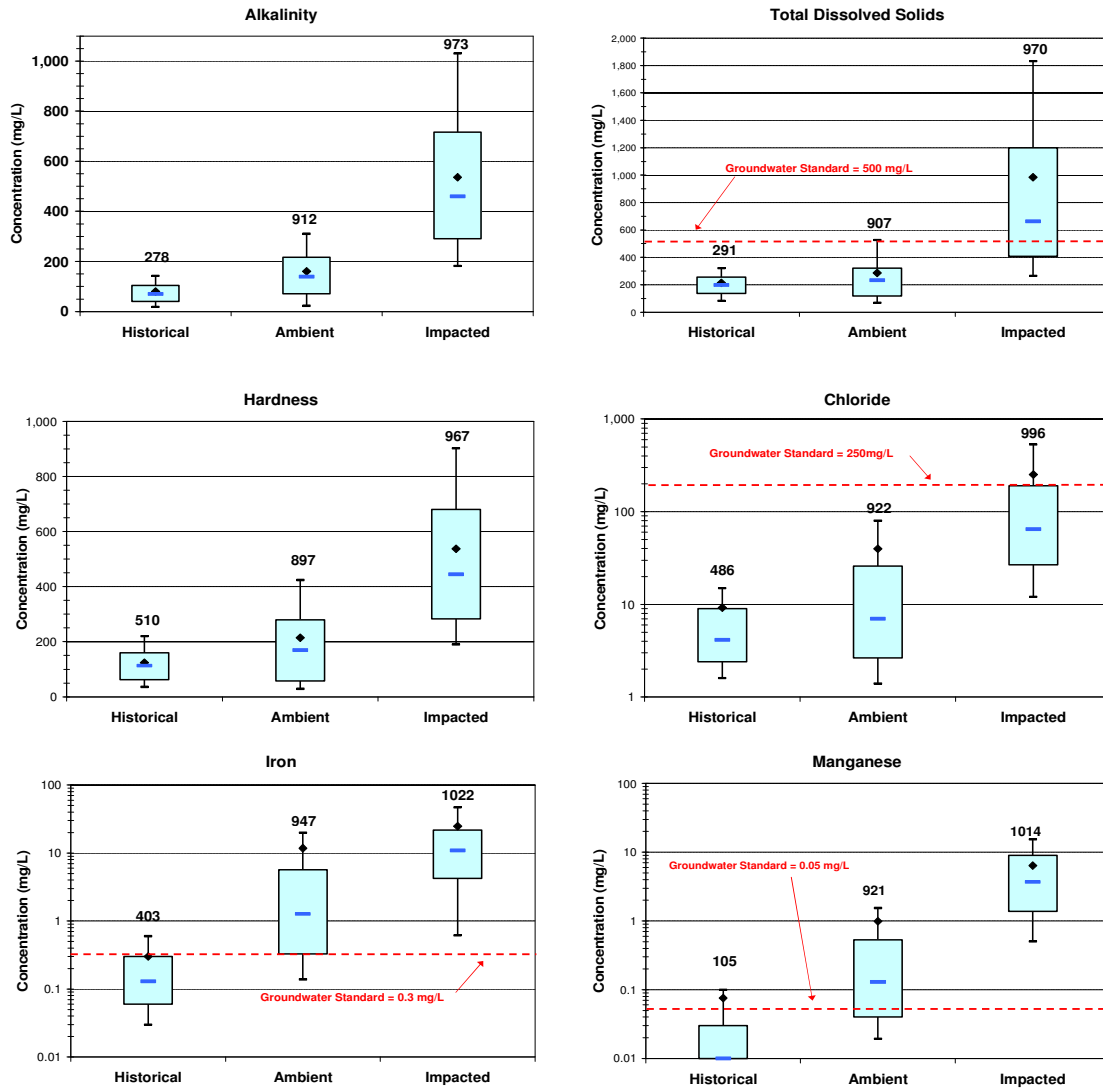 Alkalinity
Concentration (mg/L)
1,000
800
600
400
200
0
278
912
973
Historical
Ambient
Impacted
Total Dissolved Solids
Concentration (mg/L)
2,000
1,800
1,600
1,400
1,200
1,000
800
600
400
200
0
Groundwater Standard = 500 mg/L
291
907
970
Historical
Ambient
Impacted
Hardness
Concentration (mg/L)
1,000
800
600
400
200
0
510
897
967
Historical
Ambient
Impacted
Chloride
Concentration (mg/L)
1,000
100
10
1
Groundwater Standard = 250mg/L
486
922
996
Historical
Ambient
Impacted
Iron
Concentration (mg/L)
100
10
1
0.1
0.01
403
947
1022
Groundwater Standard = 0.3 mg/L
Historical
Ambient
Impacted
Manganese
Concentration (mg/L)
100
10
1
0.1
0.01
Groundwater Standard = 0.05 mg/L
105
921
1014
Historical
Ambient
Impacted